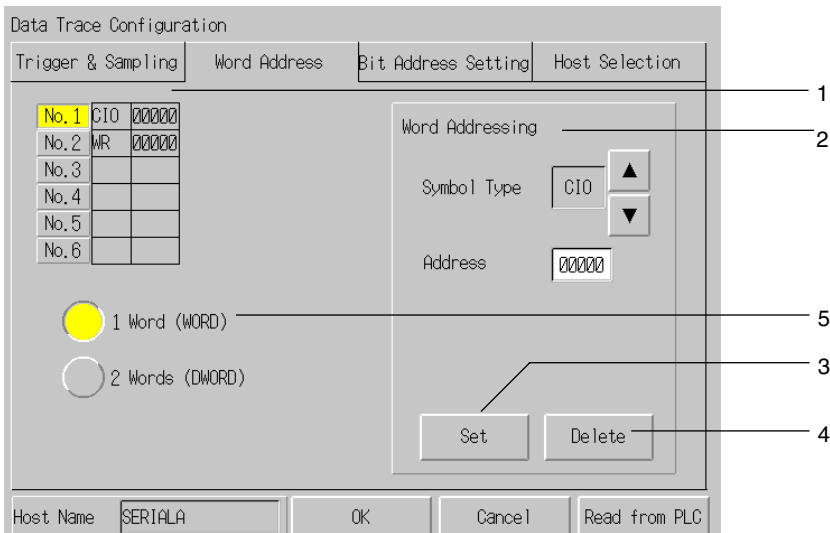 Data Trace Configuration
Trigger & Sampling Word Address Bit Address Setting Host Selection
1
No.1 CIO 00000
No.2 WR 00000
No.3
No.4
No.5
No.6
Word Addressing
2
Symbol Type CIO ▲
▼
Address 00000
1 Word (WORD)
5
2 Words (DWORD)
3
Set Delete
4
Host Name SERIALA OK Cancel Read from PLC